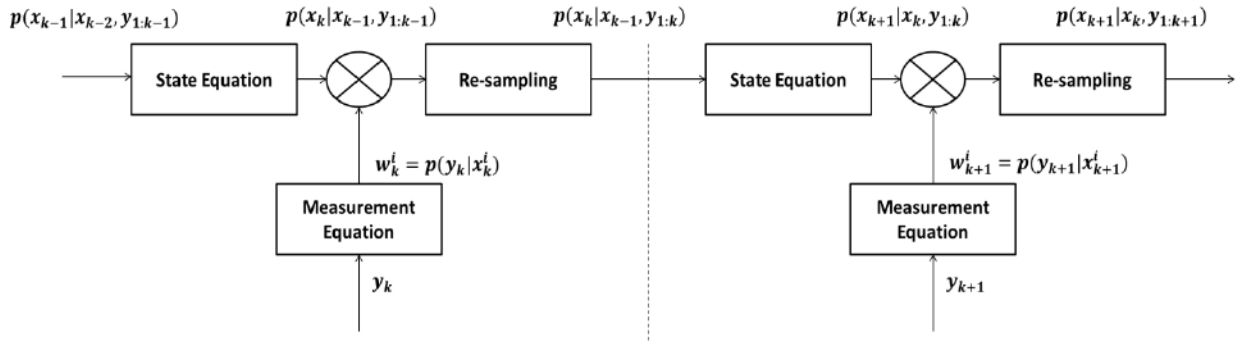 p(x_{k-1}|x_{k-2}, y_{1:k-1})
p(x_k|x_{k-1}, y_{1:k-1})
p(x_k|x_{k-1}, y_{1:k})
p(x_{k+1}|x_k, y_{1:k})
p(x_{k+1}|x_k, y_{1:k+1})
State Equation
Re-sampling
State Equation
Re-sampling
w_k^i = p(y_k|x_k^i)
w_{k+1}^i = p(y_{k+1}|x_{k+1}^i)
Measurement
Equation
Measurement
Equation
y_k
y_{k+1}